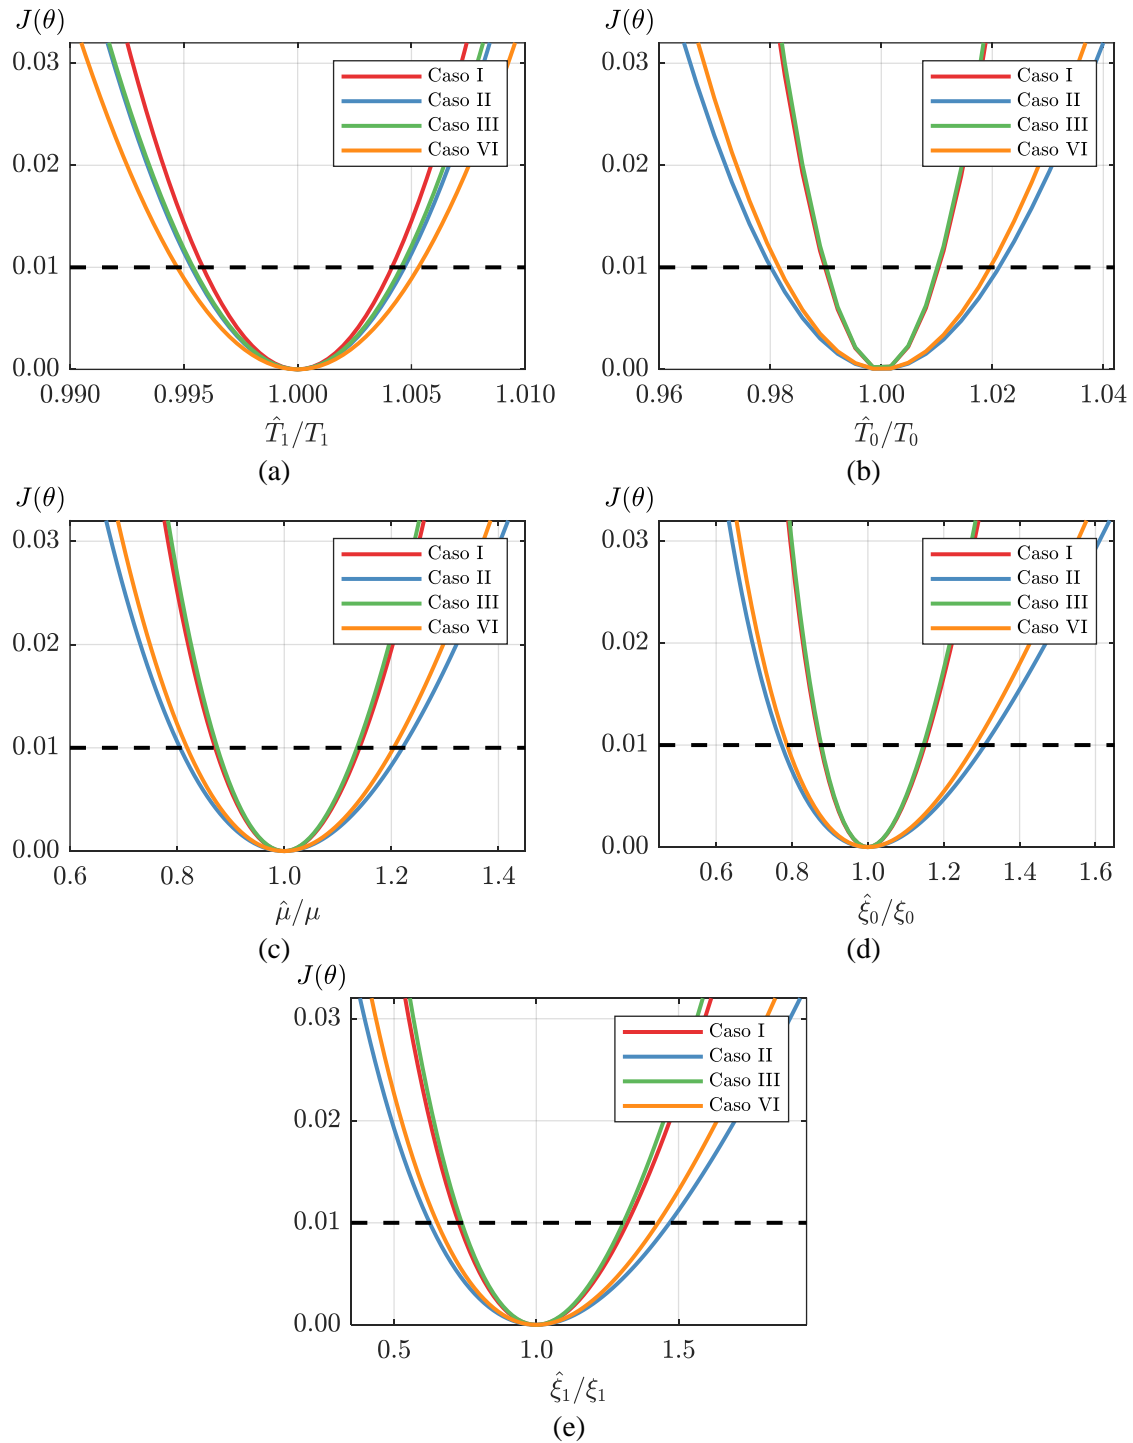 J(θ)
0.03
0.02
0.01
0.00
0.990 0.995 1.000 1.005 1.010
Caso I
Caso II
Caso III
Caso VI
T̂₁/T₁
(a)
J(θ)
0.03
0.02
0.01
0.00
0.96 0.98 1.00 1.02 1.04
Caso I
Caso II
Caso III
Caso VI
T̂₀/T₀
(b)
J(θ)
0.03
0.02
0.01
0.00
0.6 0.8 1.0 1.2 1.4
Caso I
Caso II
Caso III
Caso VI
μ̂/μ
(c)
J(θ)
0.03
0.02
0.01
0.00
0.6 0.8 1.0 1.2 1.4 1.6
Caso I
Caso II
Caso III
Caso VI
ξ̂₀/ξ₀
(d)
J(θ)
0.03
0.02
0.01
0.00
0.5 1.0 1.5
Caso I
Caso II
Caso III
Caso VI
ξ̂₁/ξ₁
(e)